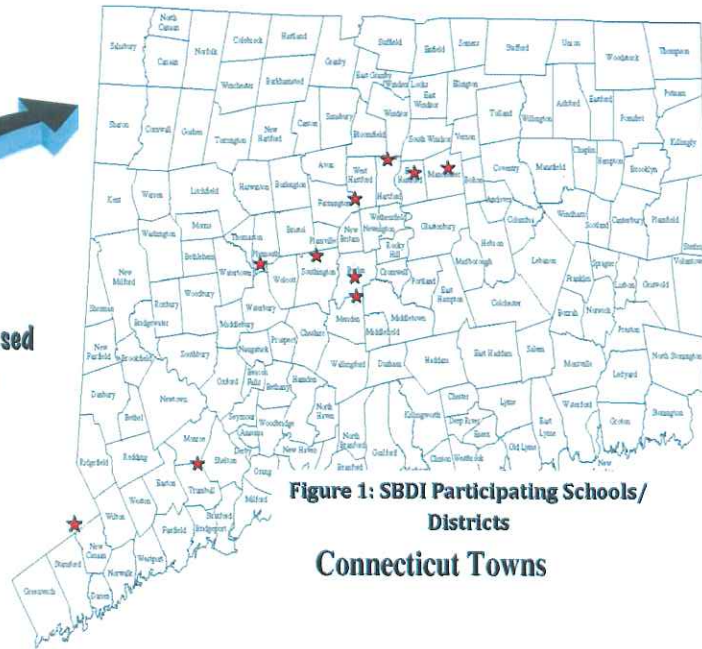 North Canaan
Salisbury
Canaan
Norfolk
Colebrook
Hartland
Granby
Suffield
Enfield
Somers
Stafford
Union
Woodstock
Thompson
East Granby
Windsor Locks
Ellington
Winchester
Barkhamsted
East Windsor
Windsor
Tolland
Willington
Ashford
Eastford
Pomfret
Putnam
Killingly
Sharon
Cornwall
Goshen
Torrington
New Hartford
Canton
Simsbury
Bloomfield
South Windsor
Vernon
Avon
West Hartford
Hartford
Manchester
Bolton
Coventry
Mansfield
Chaplin
Hampton
Brooklyn
Kent
Warren
Litchfield
Harwinton
Burlington
Farmington
Wethersfield
Newington
New Britain
Glastonbury
Andover
Columbia
Windham
Scotland
Canterbury
Plainfield
Washington
Morris
Thomaston
Bristol
Plainville
Rocky Hill
Hebron
Lebanon
Sprague
Franklin
Lisbon
Griswold
Voluntown
New Milford
Bethlehem
Watertown
Wolcott
Southington
Cromwell
Portland
Marlborough
East Hampton
Colchester
Bozrah
Norwich
Preston
Sherman
Roxbury
Woodbury
Bridgewater
Waterbury
Middlebury
Cheshire
Meriden
Middletown
Middlefield
sed
New Fairfield
Brookfield
Southbury
Naugatuck
Prospect
Wallingford
Durham
Haddam
East Haddam
Salem
Montville
Ledyard
North Stonington
Danbury
Bethel
Newtown
Oxford
Beacon Falls
Bethany
Hamden
North Haven
Seymour
Woodbridge
Ansonia
Derby
Killingworth
Chester
Deep River
Essex
Lyme
East Lyme
Waterford
Groton
Stonington
Ridgefield
Redding
Monroe
Shelton
Orange
New Haven
North Branford
Guilford
Clinton
Westbrook
Old Lyme
New
Easton
Trumbull
Milford
Weston
Wilton
Stratford
Bridgeport
Fairfield
New Canaan
Stamford
Norwalk
Westport
Greenwich
Darien
Figure 1: SBDI Participating Schools/
Districts
Connecticut Towns